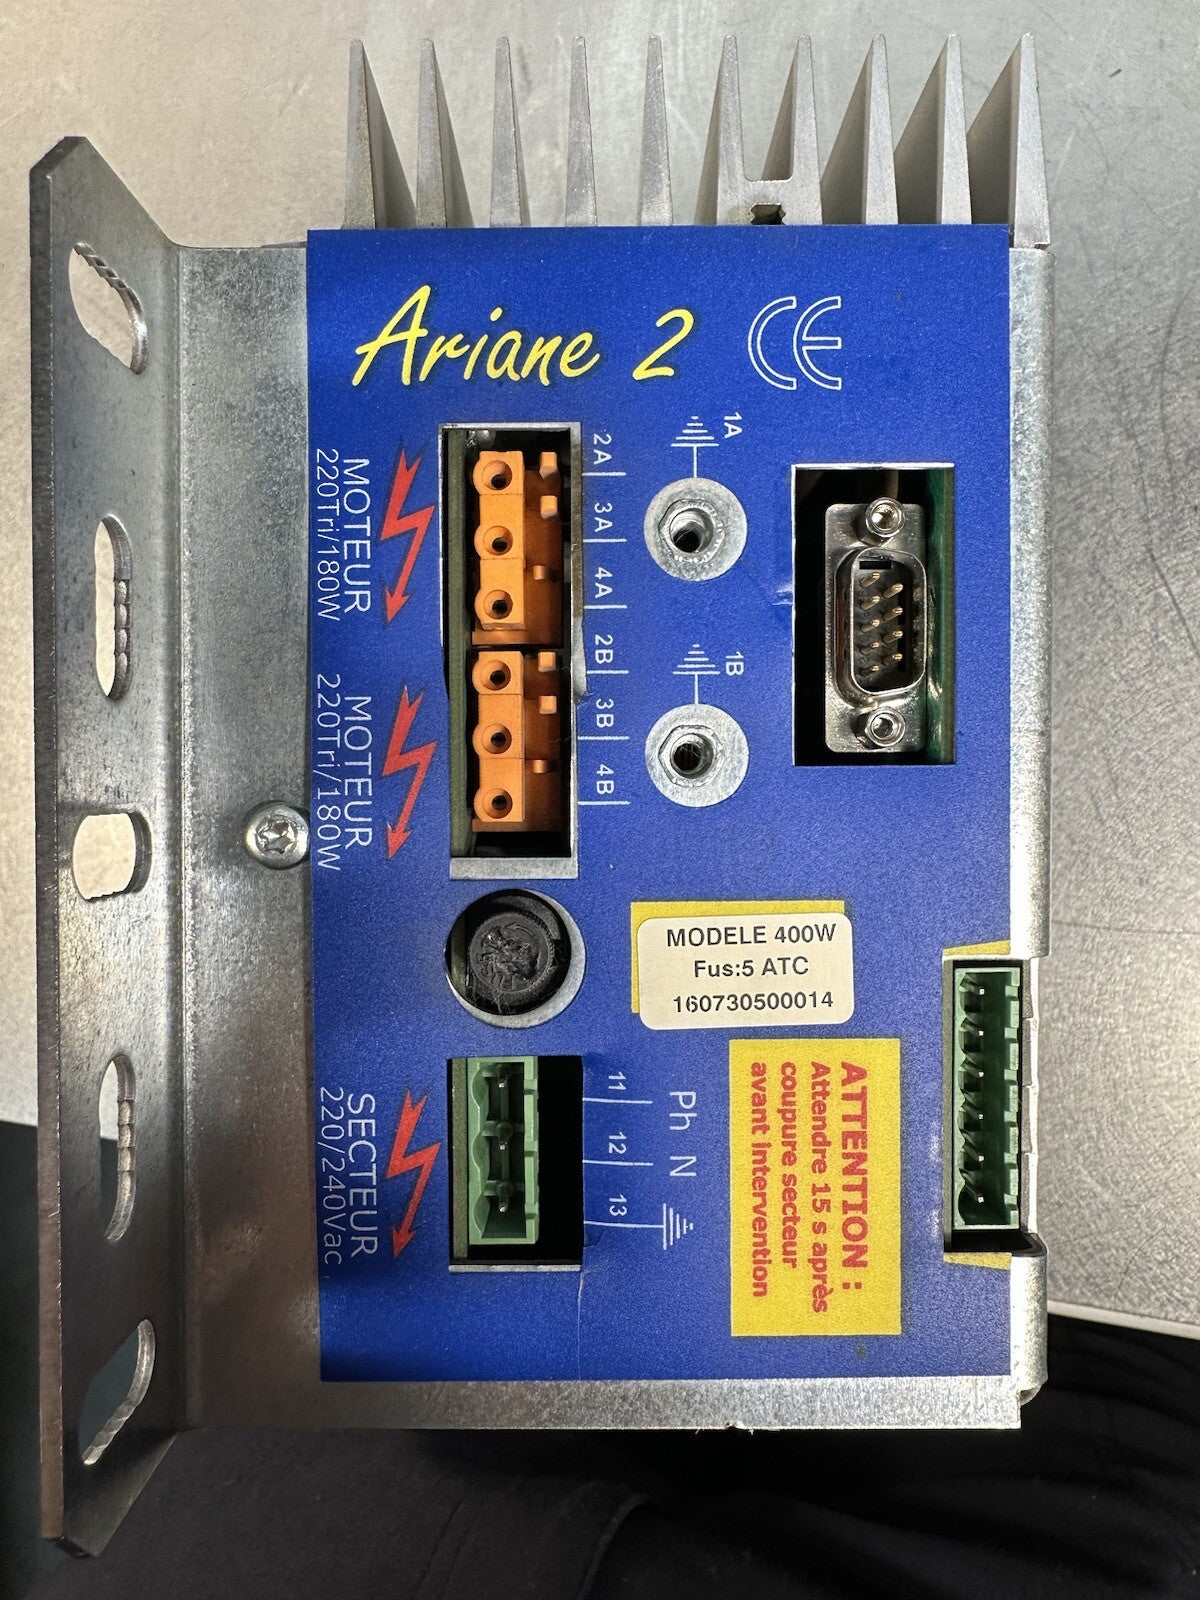 Ariane 2
CE
1A
2A
3A
4A
MOTEUR
220Tri/180W
1B
2B
3B
4B
MOTEUR
220Tri/180W
MODELE 400W
Fus:5 ATC
160730500014
Ph N
11
12
13
SECTEUR
220/240Vac
ATTENTION :
Attendre 15 s après
coupure secteur
avant intervention